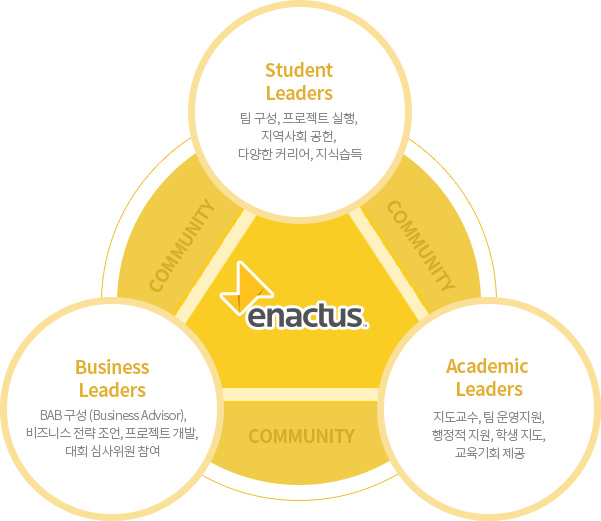 Student
Leaders
팀 구성, 프로젝트 실행,
지역사회 공헌,
다양한 커리어, 지식습득
COMMUNITY
COMMUNITY
enactus
Business
Leaders
BAB 구성 (Business Advisor),
비즈니스 전략 조언, 프로젝트 개발,
대회 심사위원 참여
Academic
Leaders
지도교수, 팀 운영지원,
행정적 지원, 학생 지도,
교육기회 제공
COMMUNITY